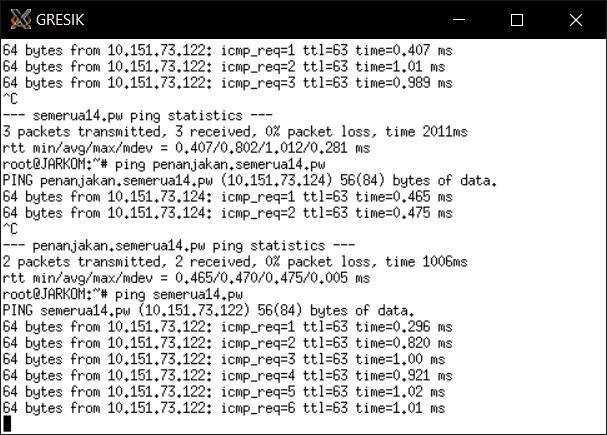 GRESIK
64 bytes from 10.151.73.122: icmp_req=1 ttl=63 time=0.407 ms
64 bytes from 10.151.73.122: icmp_req=2 ttl=63 time=1.01 ms
64 bytes from 10.151.73.122: icmp_req=3 ttl=63 time=0.989 ms
^C
--- semerua14.pw ping statistics ---
3 packets transmitted, 3 received, 0% packet loss, time 2011ms
rtt min/avg/max/mdev = 0.407/0.802/1.012/0.281 ms
root@JARKOM:~# ping penanjakan.semerua14.pw
PING penanjakan.semerua14.pw (10.151.73.124) 56(84) bytes of data.
64 bytes from 10.151.73.124: icmp_req=1 ttl=63 time=0.465 ms
64 bytes from 10.151.73.124: icmp_req=2 ttl=63 time=0.475 ms
^C
--- penanjakan.semerua14.pw ping statistics ---
2 packets transmitted, 2 received, 0% packet loss, time 1006ms
rtt min/avg/max/mdev = 0.465/0.470/0.475/0.005 ms
root@JARKOM:~# ping semerua14.pw
PING semerua14.pw (10.151.73.122) 56(84) bytes of data.
64 bytes from 10.151.73.122: icmp_req=1 ttl=63 time=0.296 ms
64 bytes from 10.151.73.122: icmp_req=2 ttl=63 time=0.820 ms
64 bytes from 10.151.73.122: icmp_req=3 ttl=63 time=1.00 ms
64 bytes from 10.151.73.122: icmp_req=4 ttl=63 time=0.921 ms
64 bytes from 10.151.73.122: icmp_req=5 ttl=63 time=1.02 ms
64 bytes from 10.151.73.122: icmp_req=6 ttl=63 time=1.01 ms